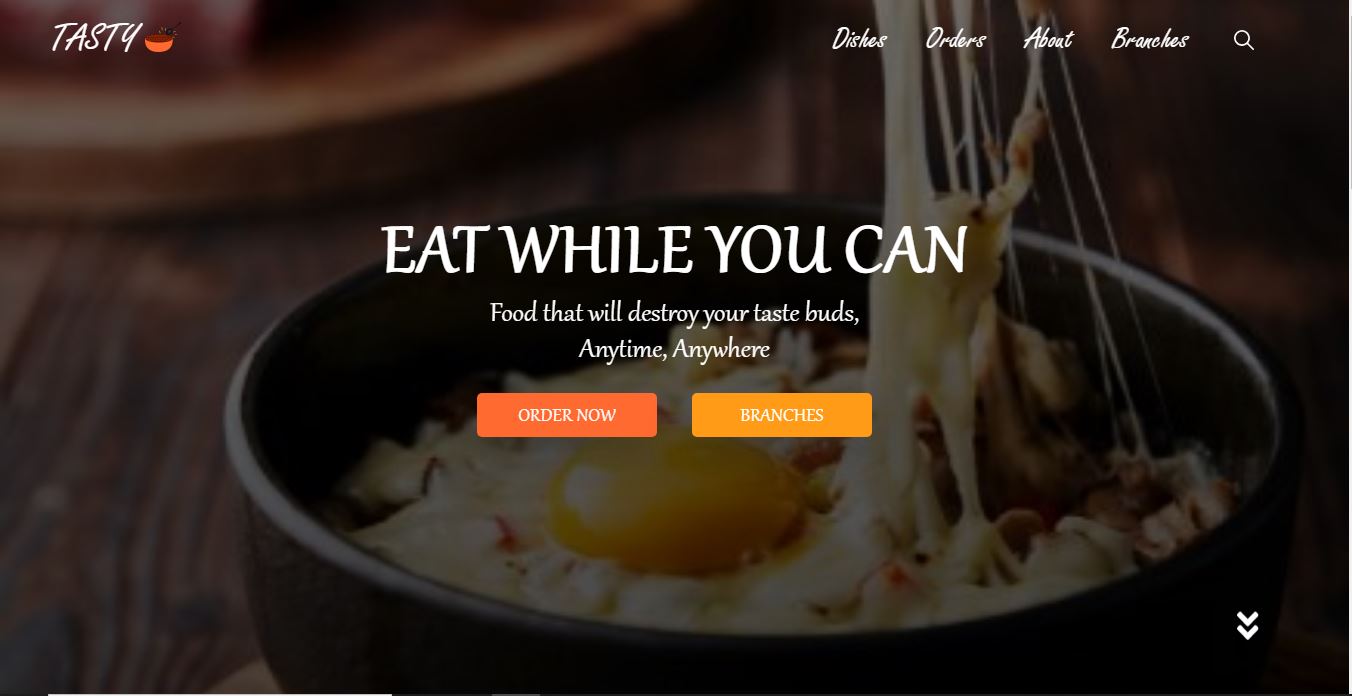 TASTY
Dishes Orders About Branches
EAT WHILE YOU CAN
Food that will destroy your taste buds,
Anytime, Anywhere
ORDER NOW BRANCHES